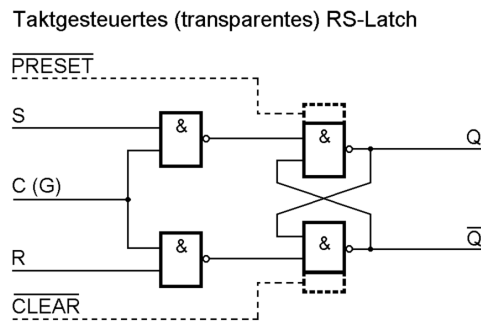 Taktgesteuertes (transparentes) RS-Latch
PRESET
S
&
&
Q
C (G)
&
&
Q
R
CLEAR